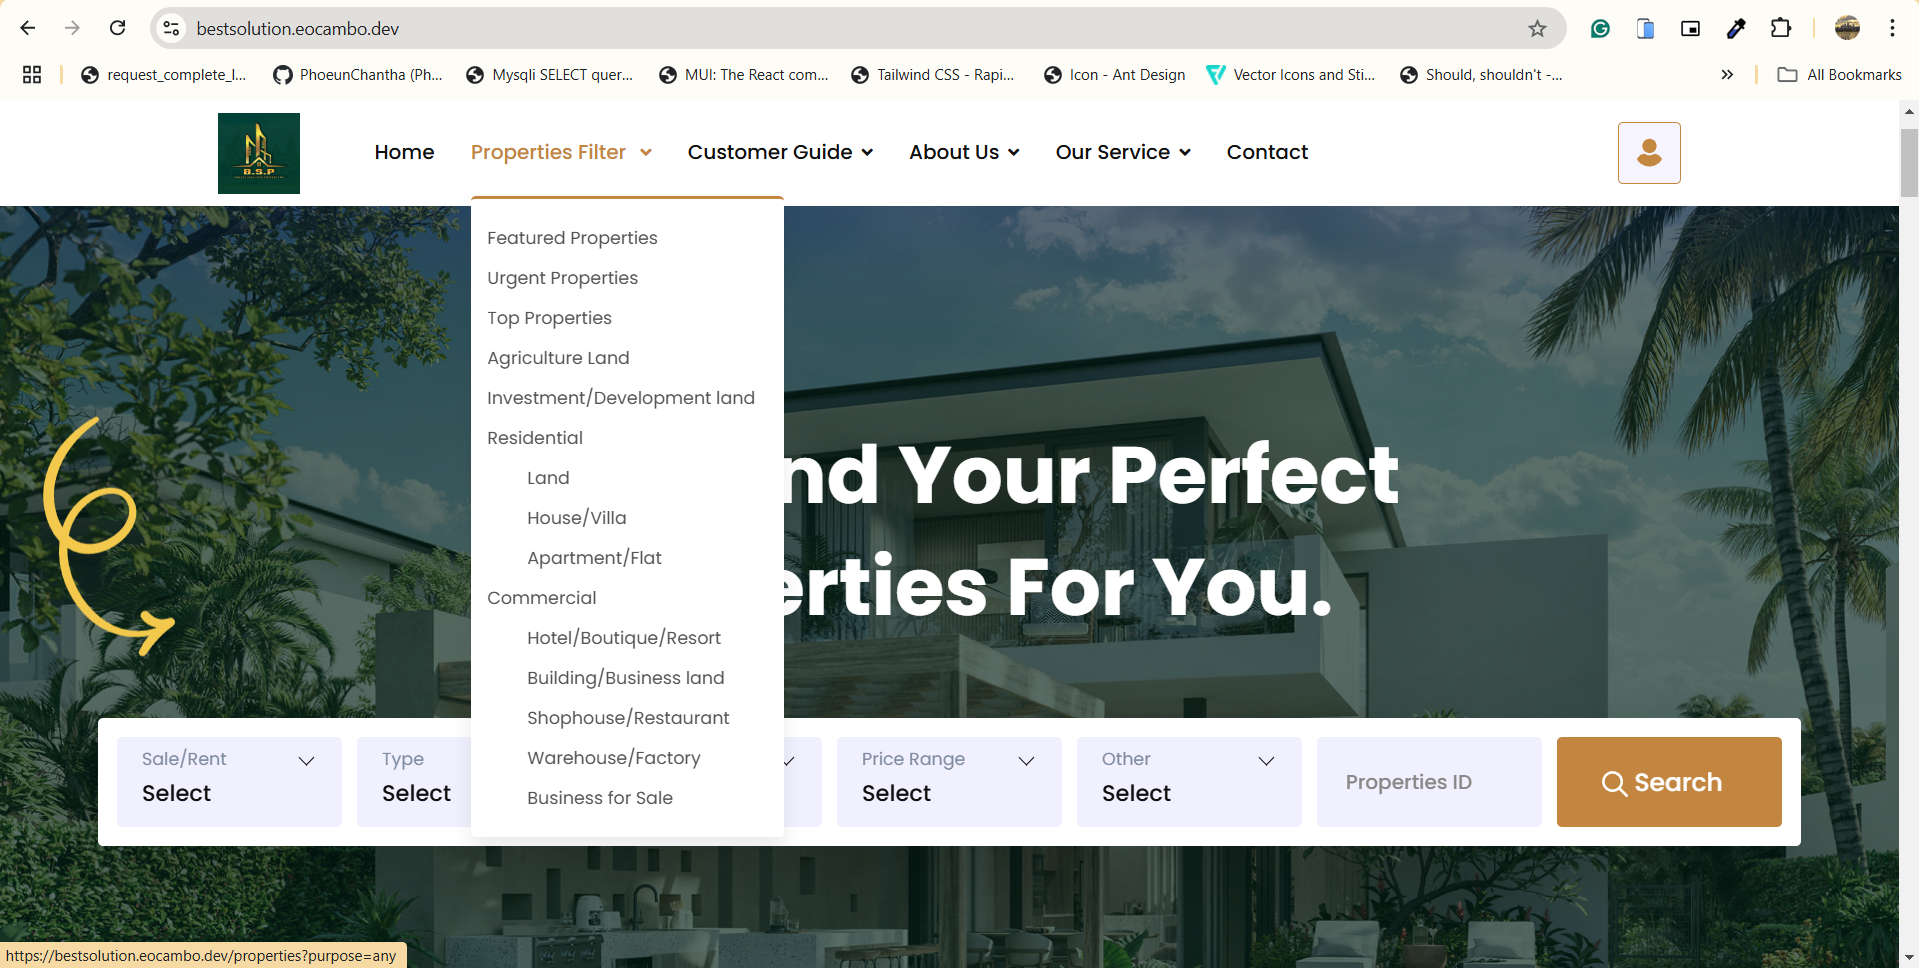 bestsolution.eocambo.dev
request_complete_l...
PhoeunChantha (Ph...
Mysqli SELECT quer...
MUI: The React com...
Tailwind CSS - Rapi...
Icon - Ant Design
Vector Icons and Sti...
Should, shouldn't -...
All Bookmarks
B.S.P
Home
Properties Filter
Customer Guide
About Us
Our Service
Contact
Featured Properties
Urgent Properties
Top Properties
Agriculture Land
Investment/Development land
Residential
Land
House/Villa
Apartment/Flat
Commercial
Hotel/Boutique/Resort
Building/Business land
Shophouse/Restaurant
Warehouse/Factory
Business for Sale
nd Your Perfect
erties For You.
Sale/Rent
Select
Type
Select
Price Range
Select
Other
Select
Properties ID
Search
https://bestsolution.eocambo.dev/properties?purpose=any